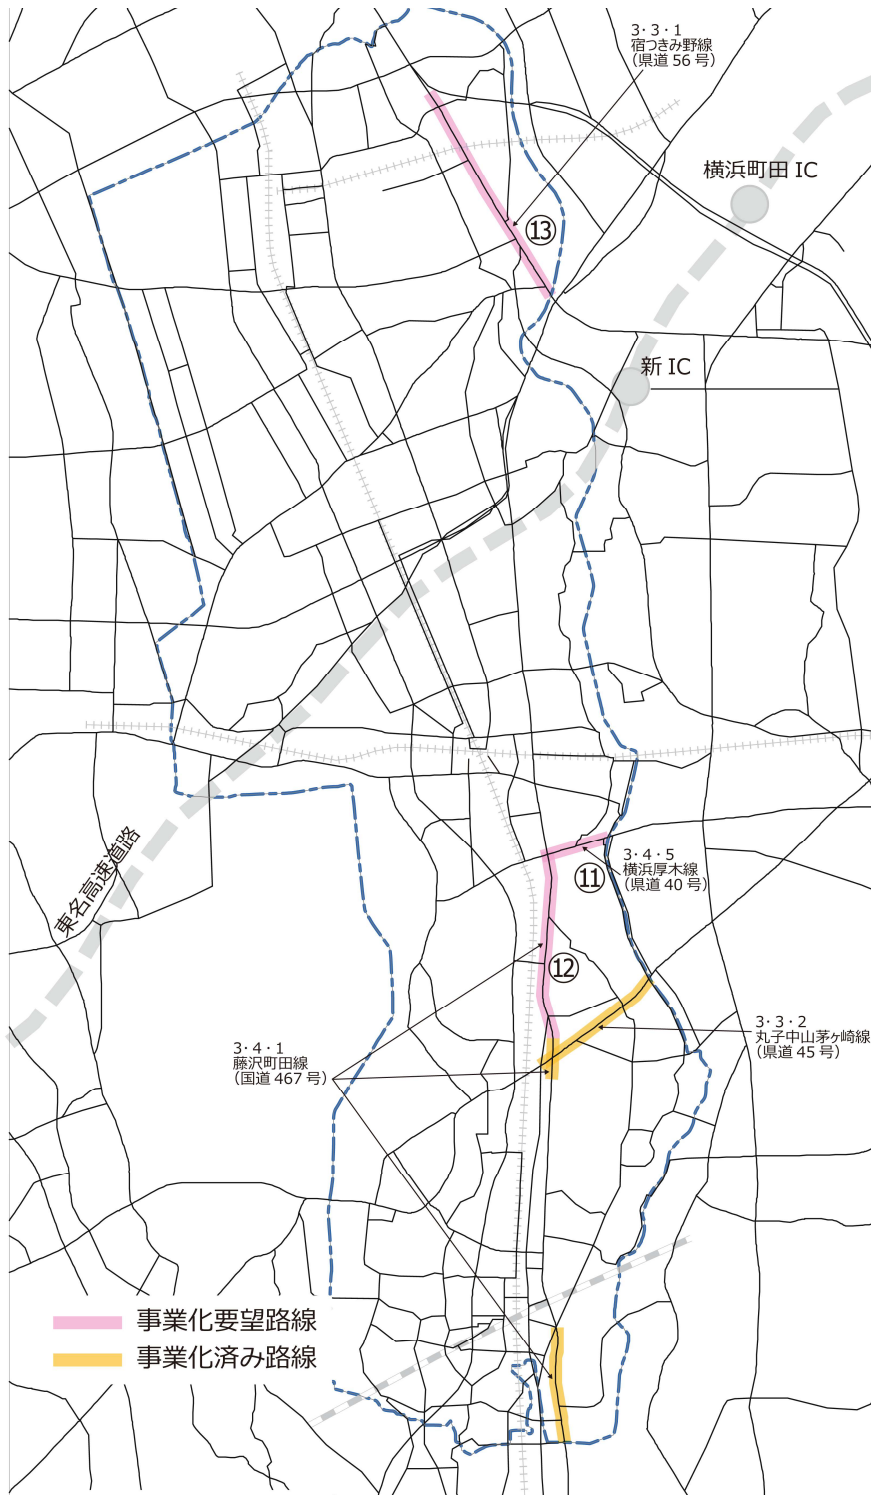 3・3・1
宿つきみ野線
（県道 56 号）
横浜町田 IC
⑬
新 IC
3・4・5
横浜厚木線
（県道 40 号）
⑪
東名高速道路
⑫
3・3・2
丸子中山茅ヶ崎線
（県道 45 号）
3・4・1
藤沢町田線
（国道 467 号）
事業化要望路線
事業化済み路線